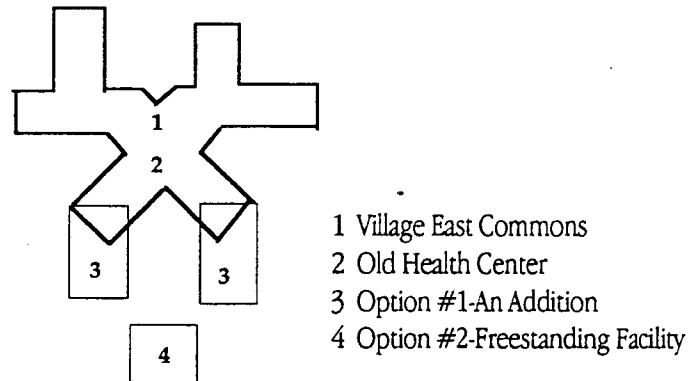 1
2
3 3
4
1 Village East Commons
2 Old Health Center
3 Option #1-An Addition
4 Option #2-Freestanding Facility